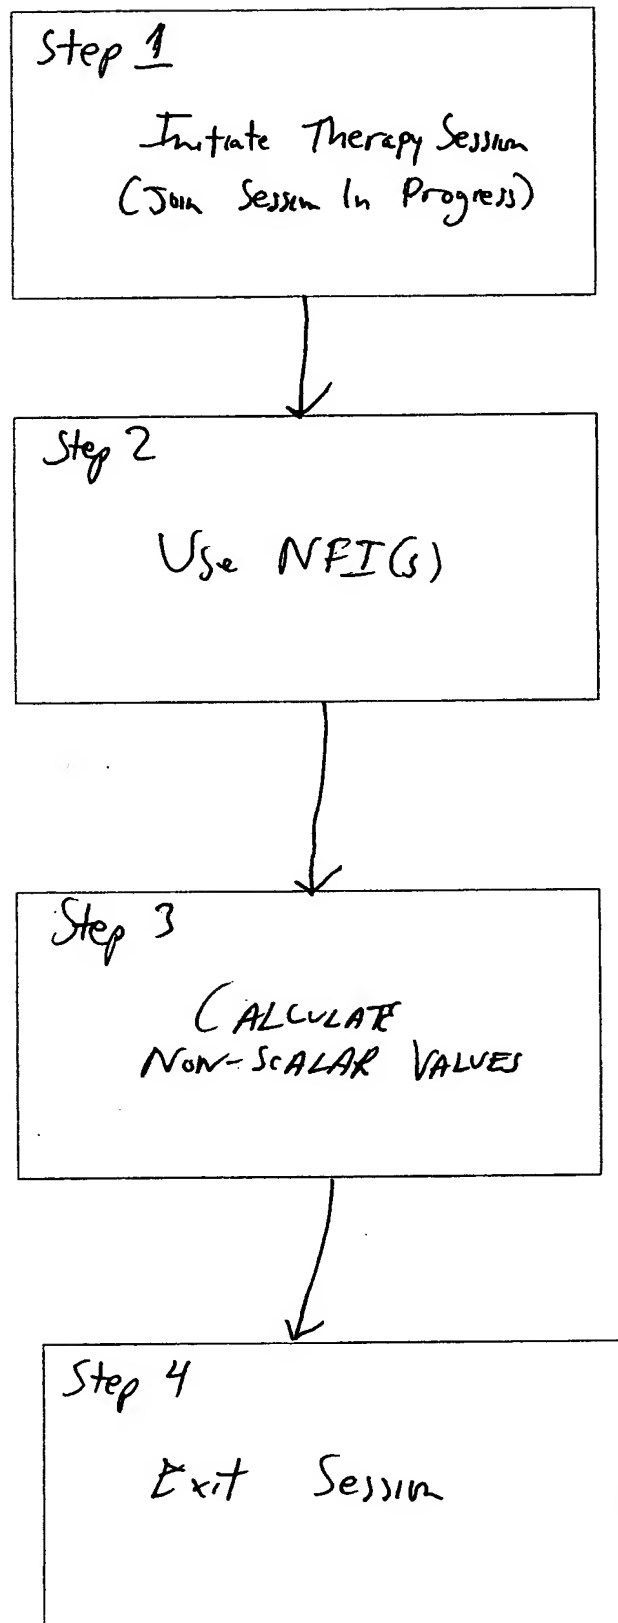 Step 1
Initiate Therapy Session
(Join Session In Progress)
Step 2
Use NFI(s)
Step 3
CALCULATE
NON-SCALAR VALUES
Step 4
Exit Session